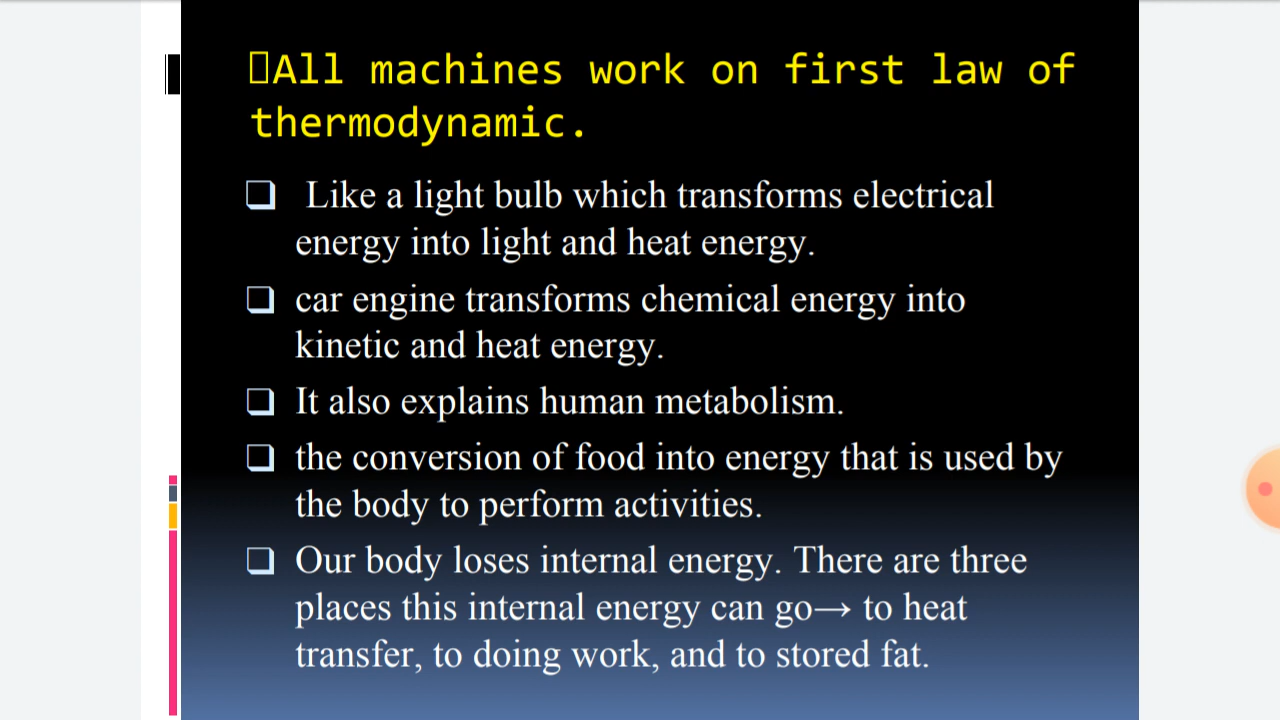 All machines work on first law of
thermodynamic.
❑ Like a light bulb which transforms electrical
energy into light and heat energy.
❑ car engine transforms chemical energy into
kinetic and heat energy.
❑ It also explains human metabolism.
❑ the conversion of food into energy that is used by
the body to perform activities.
❑ Our body loses internal energy. There are three
places this internal energy can go→ to heat
transfer, to doing work, and to stored fat.